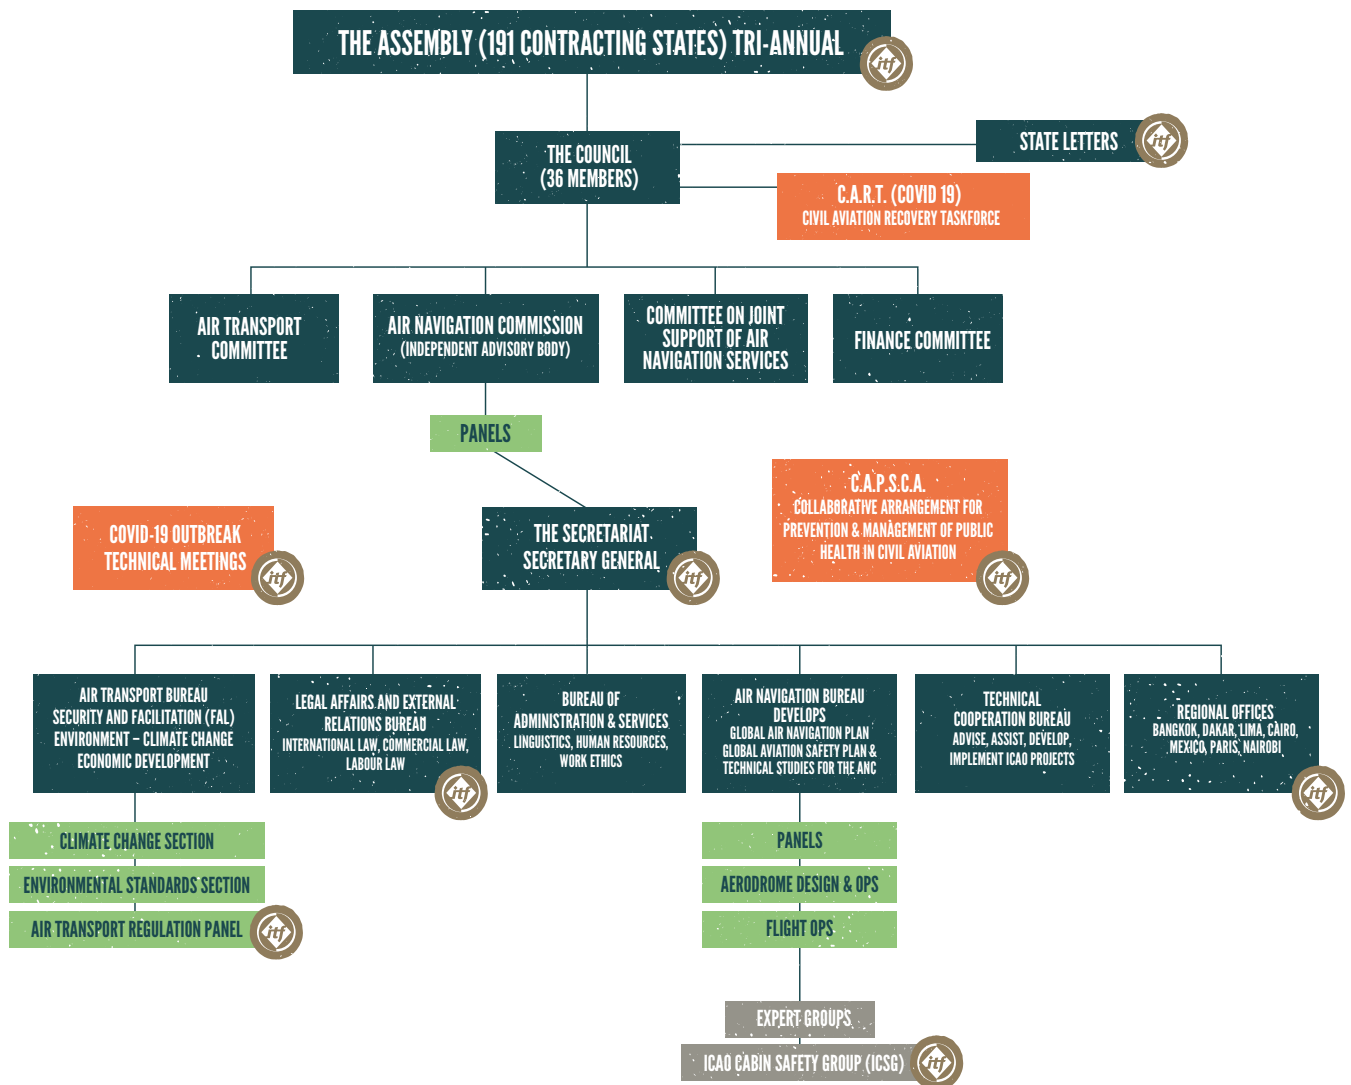 THE ASSEMBLY (191 CONTRACTING STATES) TRI-ANNUAL
itf
THE COUNCIL
(36 MEMBERS)
STATE LETTERS
itf
C.A.R.T. (COVID 19)
CIVIL AVIATION RECOVERY TASKFORCE
AIR TRANSPORT
COMMITTEE
AIR NAVIGATION COMMISSION
(INDEPENDENT ADVISORY BODY)
COMMITTEE ON JOINT
SUPPORT OF AIR
NAVIGATION SERVICES
FINANCE COMMITTEE
PANELS
COVID-19 OUTBREAK
TECHNICAL MEETINGS
itf
THE SECRETARIAT
SECRETARY GENERAL
itf
C.A.P.S.C.A.
COLLABORATIVE ARRANGEMENT FOR
PREVENTION & MANAGEMENT OF PUBLIC
HEALTH IN CIVIL AVIATION
itf
AIR TRANSPORT BUREAU
SECURITY AND FACILITATION (FAL)
ENVIRONMENT – CLIMATE CHANGE
ECONOMIC DEVELOPMENT
LEGAL AFFAIRS AND EXTERNAL
RELATIONS BUREAU
INTERNATIONAL LAW, COMMERCIAL LAW,
LABOUR LAW
itf
BUREAU OF
ADMINISTRATION & SERVICES
LINGUISTICS, HUMAN RESOURCES,
WORK ETHICS
AIR NAVIGATION BUREAU
DEVELOPS
GLOBAL AIR NAVIGATION PLAN
GLOBAL AVIATION SAFETY PLAN &
TECHNICAL STUDIES FOR THE ANC
TECHNICAL
COOPERATION BUREAU
ADVISE, ASSIST, DEVELOP,
IMPLEMENT ICAO PROJECTS
REGIONAL OFFICES
BANGKOK, DAKAR, LIMA, CAIRO,
MEXICO, PARIS, NAIROBI
itf
CLIMATE CHANGE SECTION
ENVIRONMENTAL STANDARDS SECTION
AIR TRANSPORT REGULATION PANEL
itf
PANELS
AERODROME DESIGN & OPS
FLIGHT OPS
EXPERT GROUPS
ICAO CABIN SAFETY GROUP (ICSG)
itf